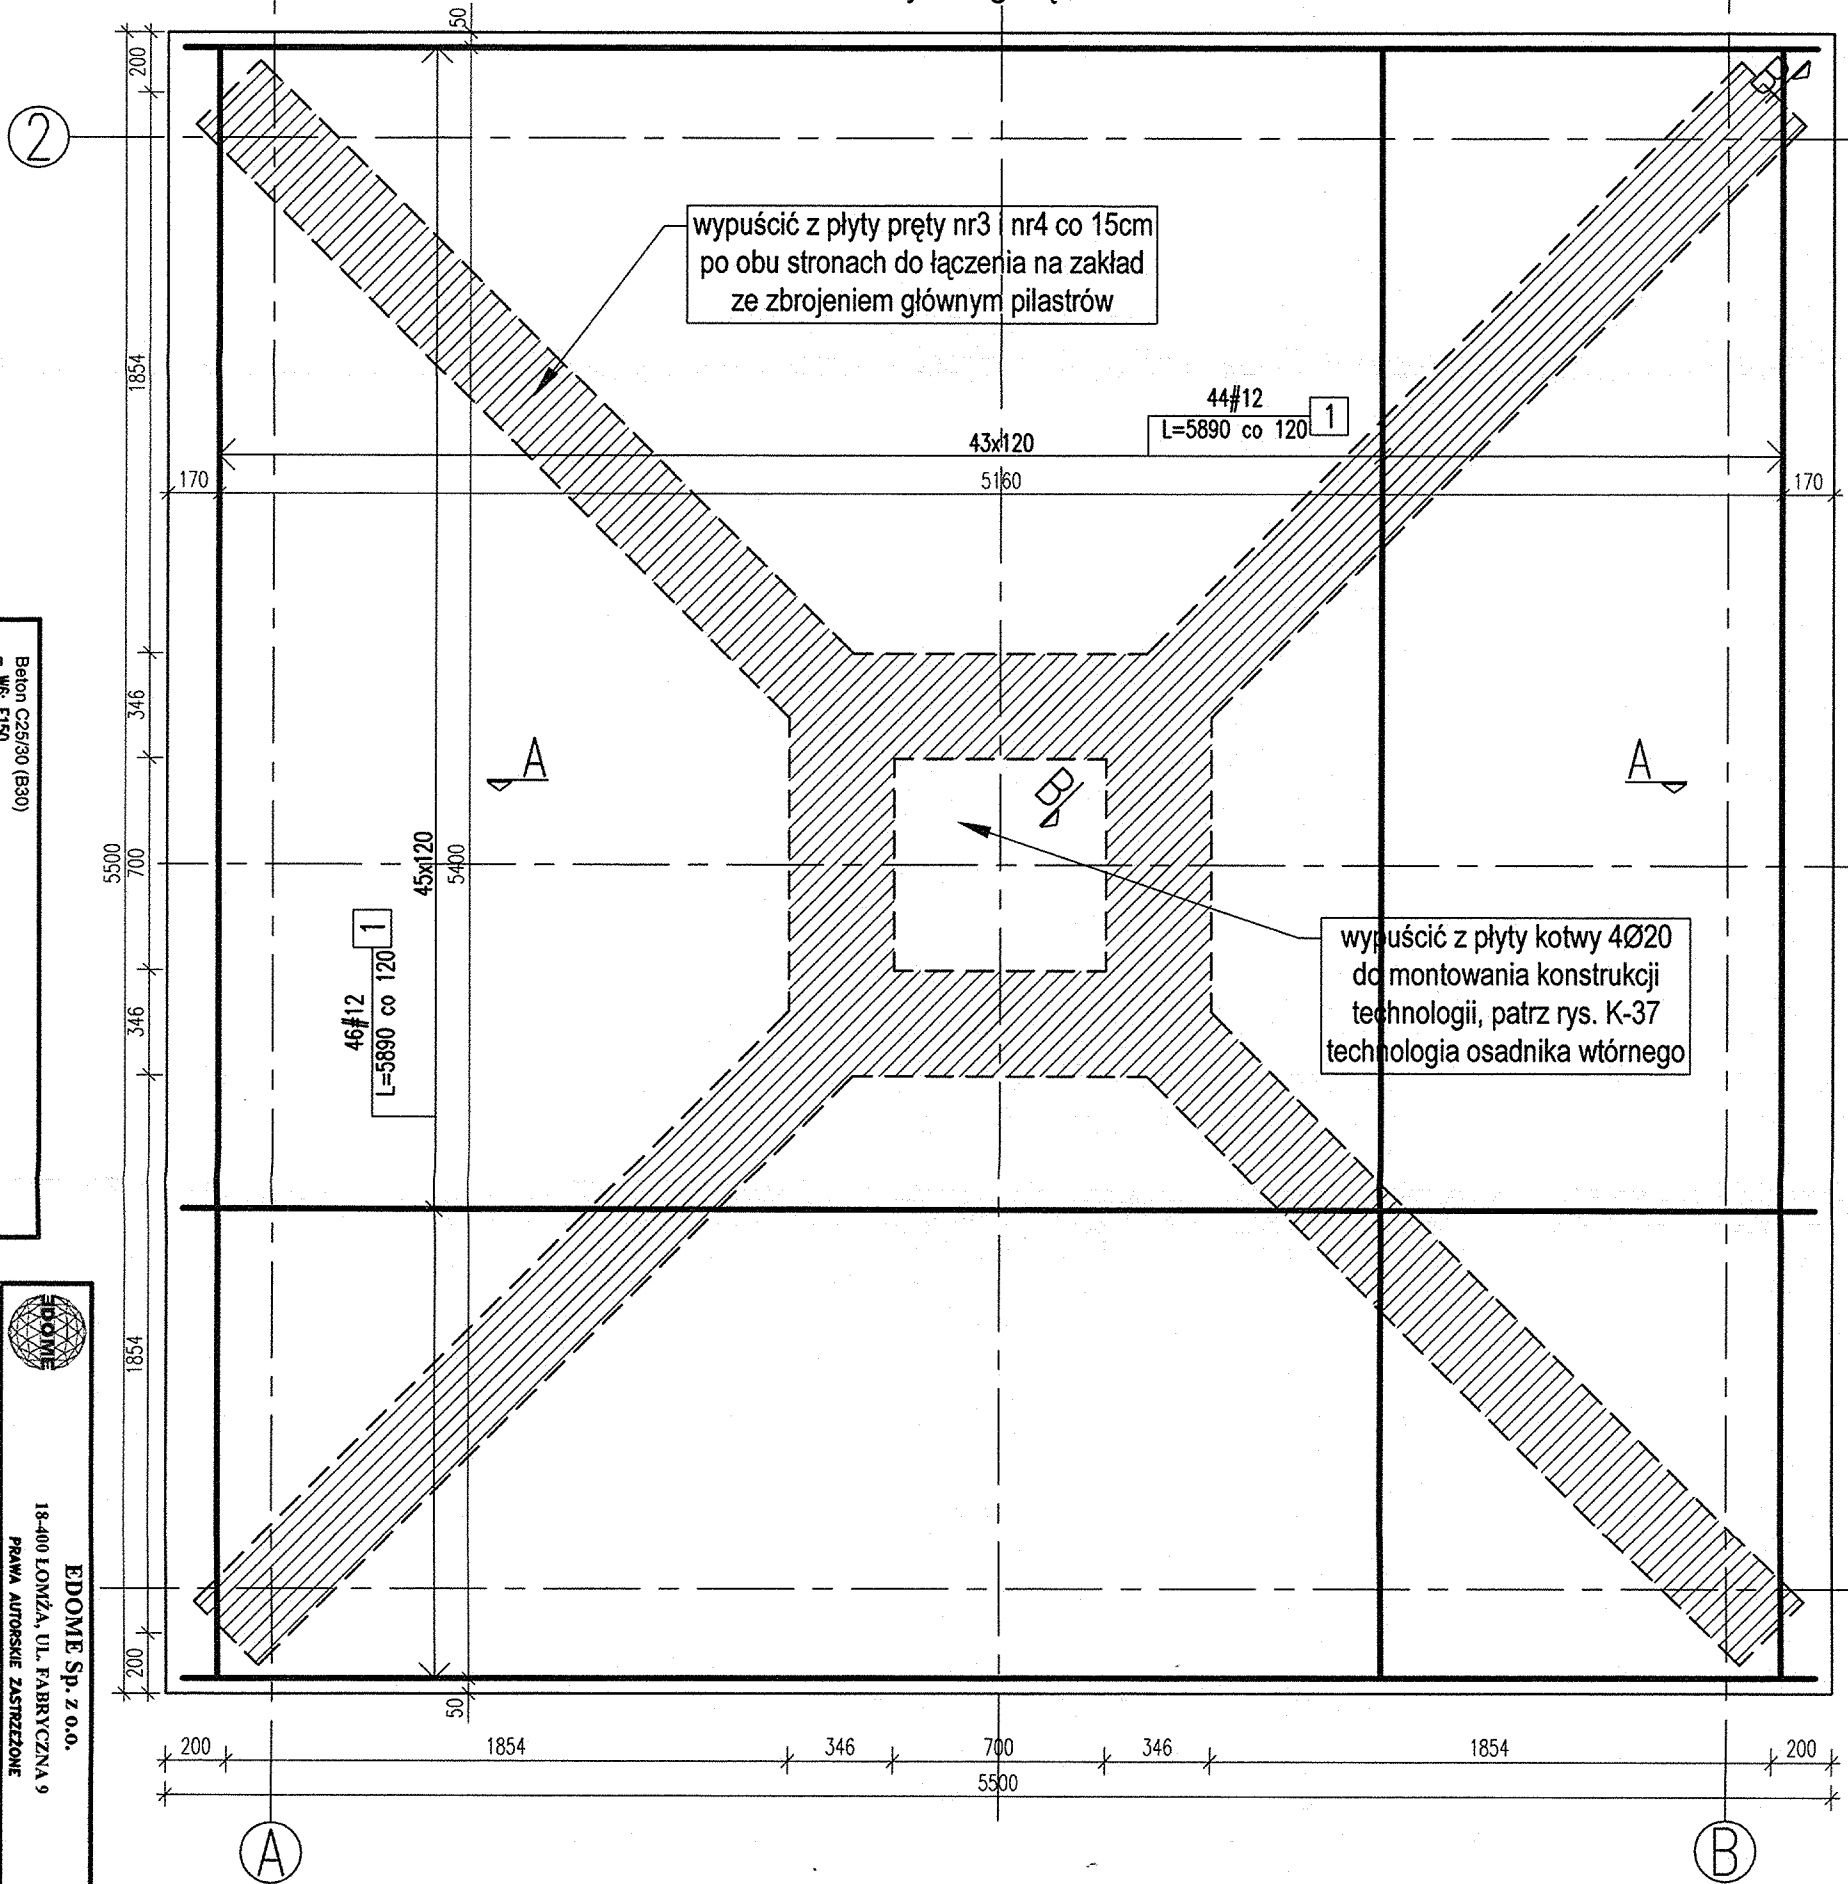 50
200
2
1854
wypuścić z płyty pręty nr3 i nr4 co 15cm
po obu stronach do łączenia na zakład
ze zbrojeniem głównym pilastrów
44#12
L=5890 co 120
1
43x120
170
5160
170
B
346
A
A
B
5500
700
45x120
5400
1
46#12
L=5890 co 120
wypuścić z płyty kotwy 4Ø20
do montowania konstrukcji
technologii, patrz rys. K-37
technologia osadnika wtórnego
346
1854
200
50
Beton C25/30 (B30)
W6; F150
EDOME
EDOME Sp. z o.o.
18-400 ŁOMŻA, UL. FABRYCZNA 9
PRAWA AUTORSKIE ZASTRZEŻONE
200
1854
346
700
346
1854
200
5500
A
B